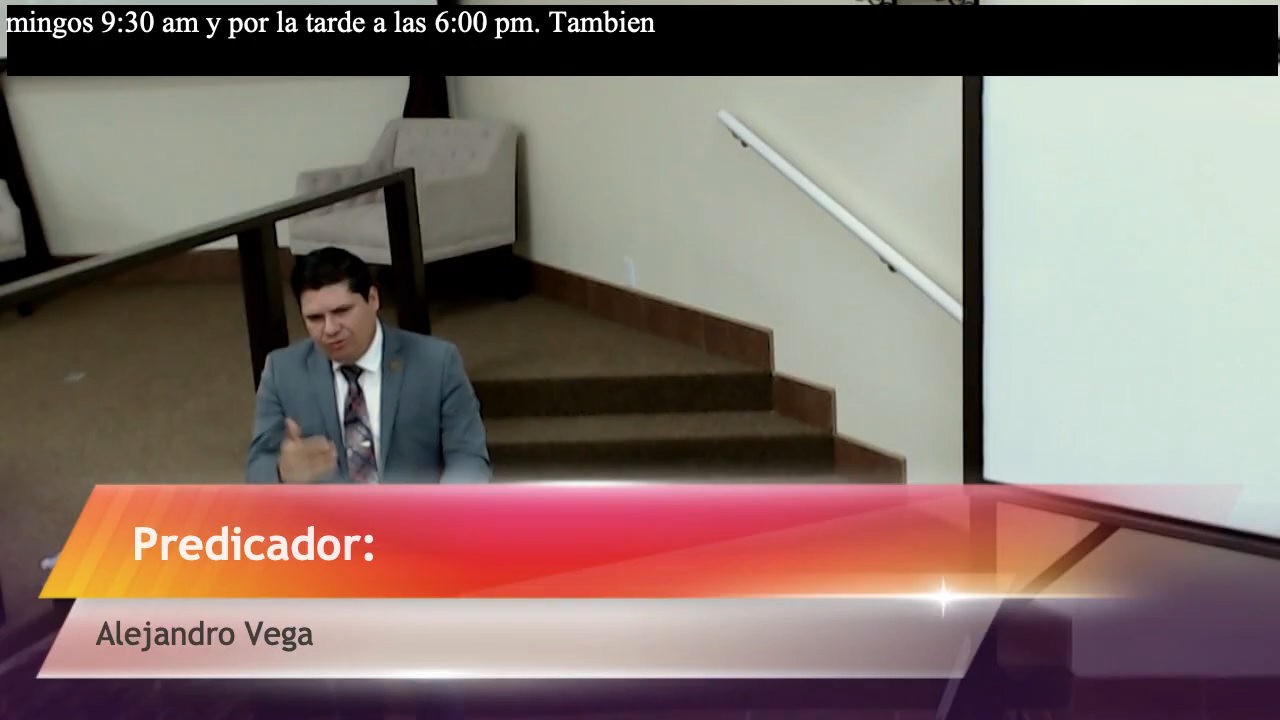 mingos 9:30 am y por la tarde a las 6:00 pm. Tambien
Predicador:
Alejandro Vega